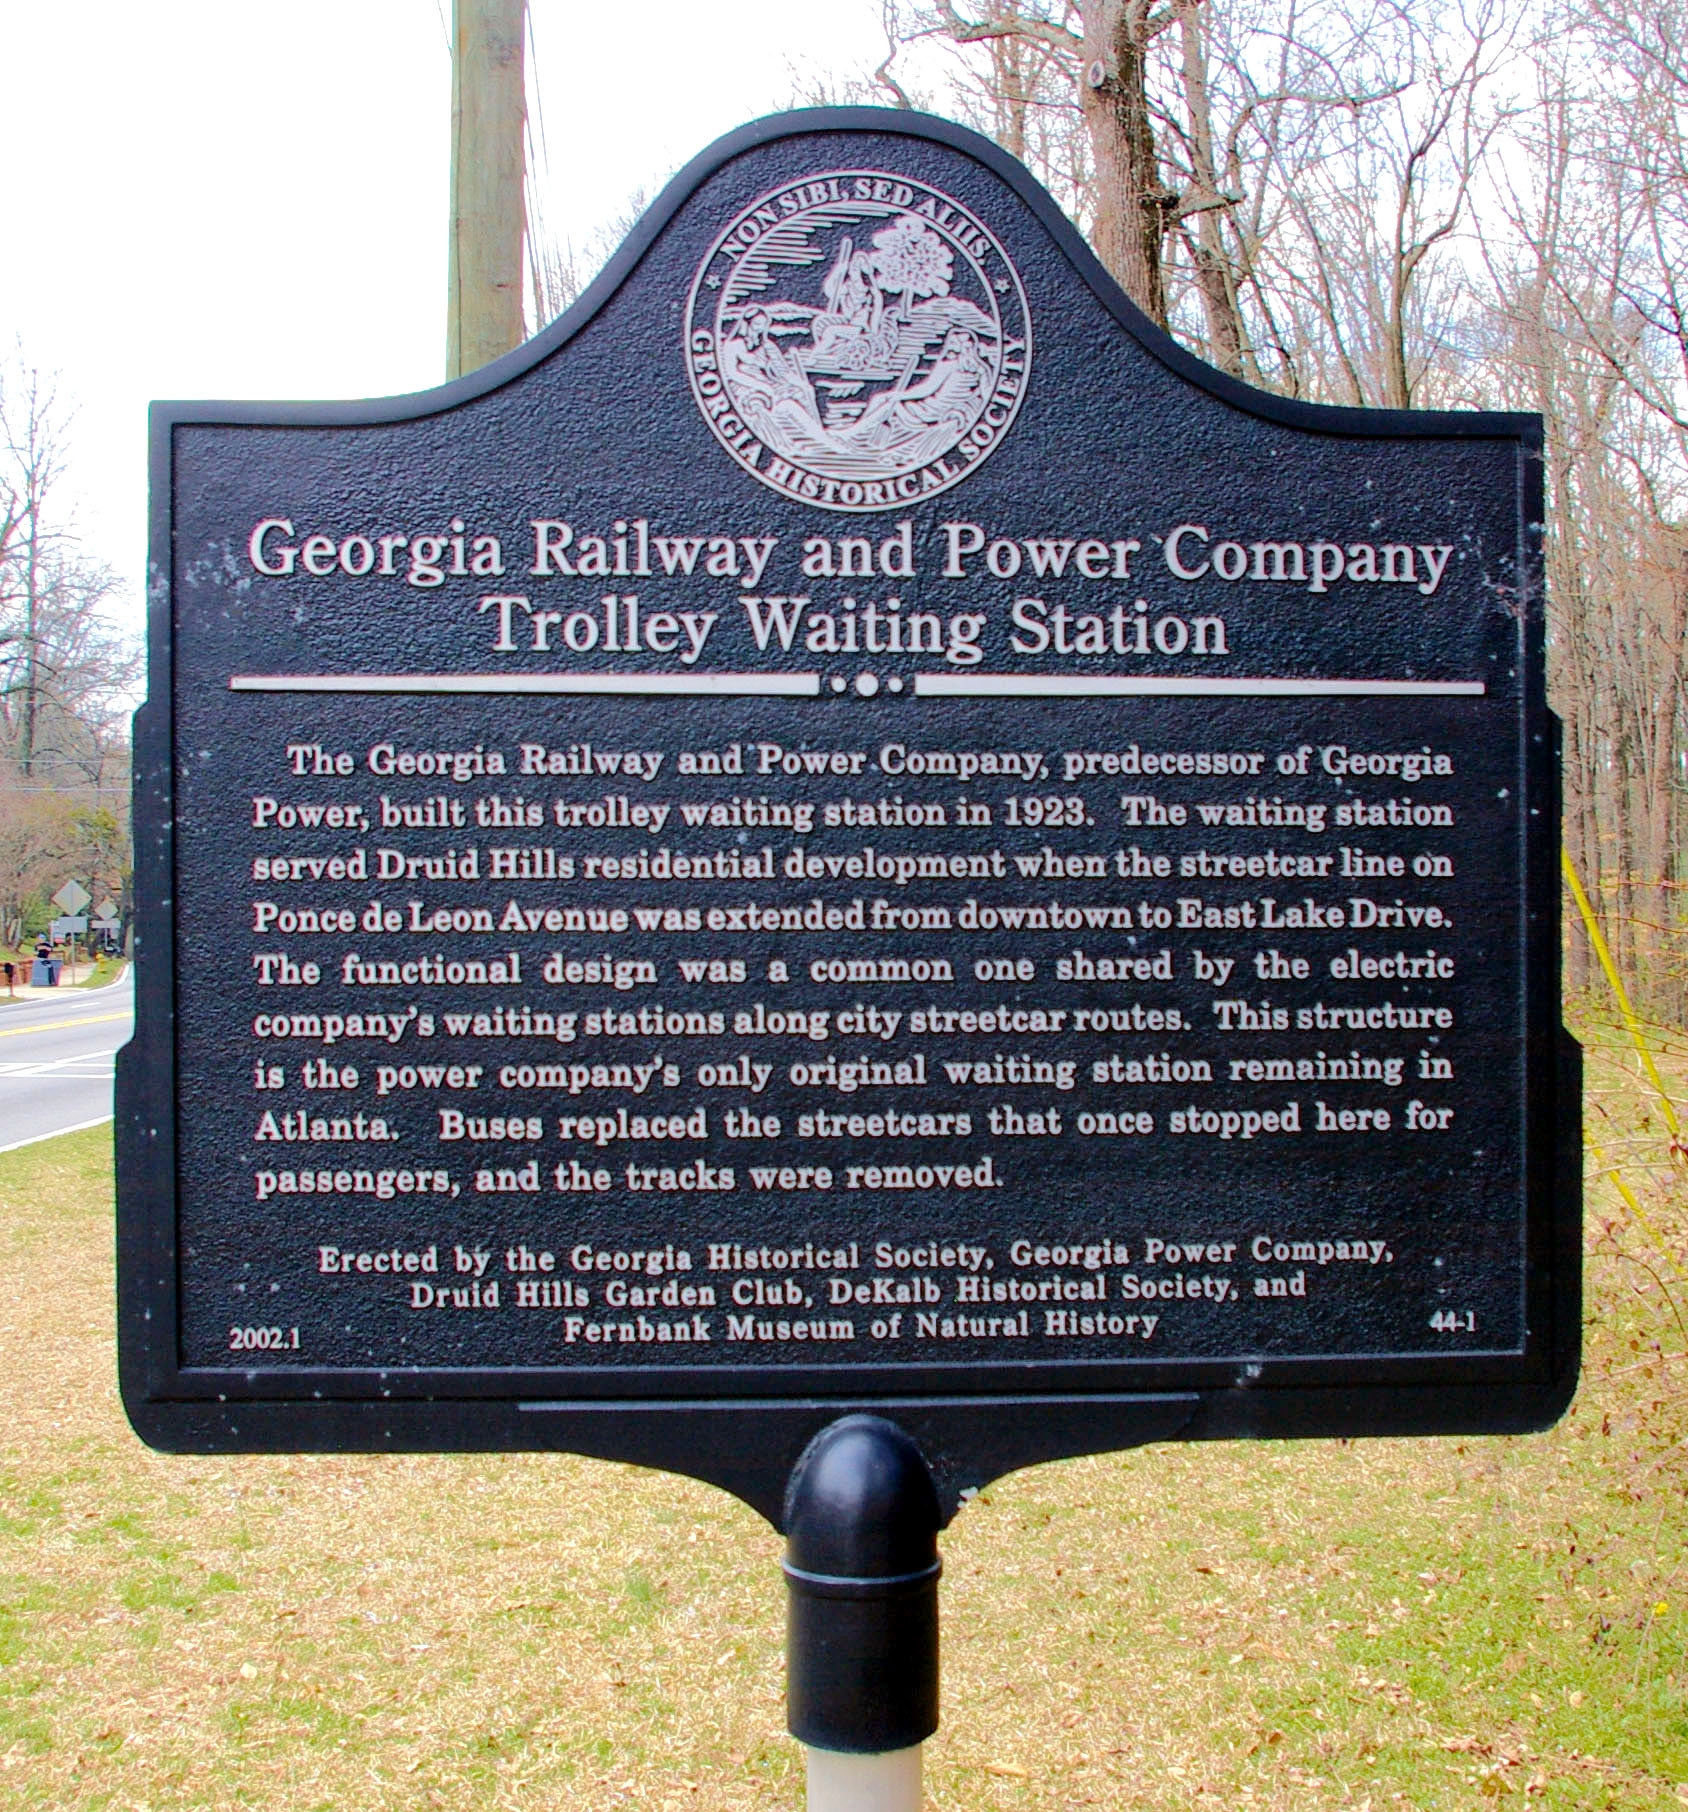 NON SIBI, SED ALIIS.
GEORGIA HISTORICAL SOCIETY
Georgia Railway and Power Company
Trolley Waiting Station
The Georgia Railway and Power Company, predecessor of Georgia
Power, built this trolley waiting station in 1923. The waiting station
served Druid Hills residential development when the streetcar line on
Ponce de Leon Avenue was extended from downtown to East Lake Drive.
The functional design was a common one shared by the electric
company's waiting stations along city streetcar routes. This structure
is the power company's only original waiting station remaining in
Atlanta. Buses replaced the streetcars that once stopped here for
passengers, and the tracks were removed.
Erected by the Georgia Historical Society, Georgia Power Company,
Druid Hills Garden Club, DeKalb Historical Society, and
Fernbank Museum of Natural History
2002.1
44-1